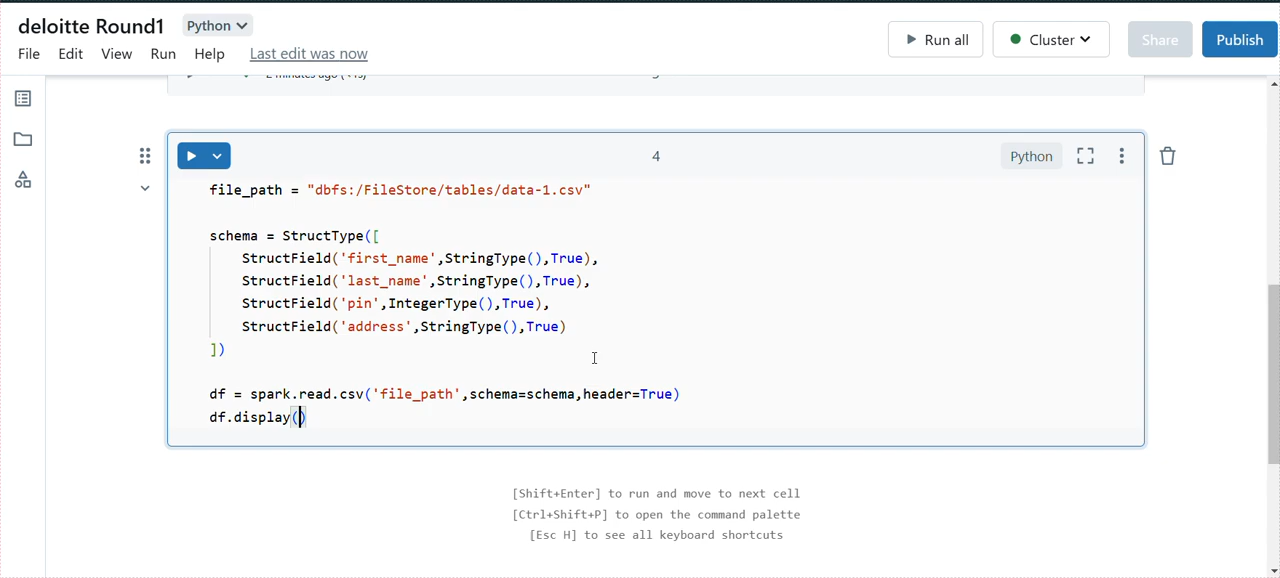 deloitte Round1
Python
File Edit View Run Help Last edit was now
Run all
Cluster
Share
Publish
4
Python
file_path = "dbfs:/FileStore/tables/data-1.csv"
schema = StructType([
StructField('first_name',StringType(),True),
StructField('last_name',StringType(),True),
StructField('pin',IntegerType(),True),
StructField('address',StringType(),True)
])
df = spark.read.csv('file_path',schema=schema,header=True)
df.display()
[Shift+Enter] to run and move to next cell
[Ctrl+Shift+P] to open the command palette
[Esc H] to see all keyboard shortcuts